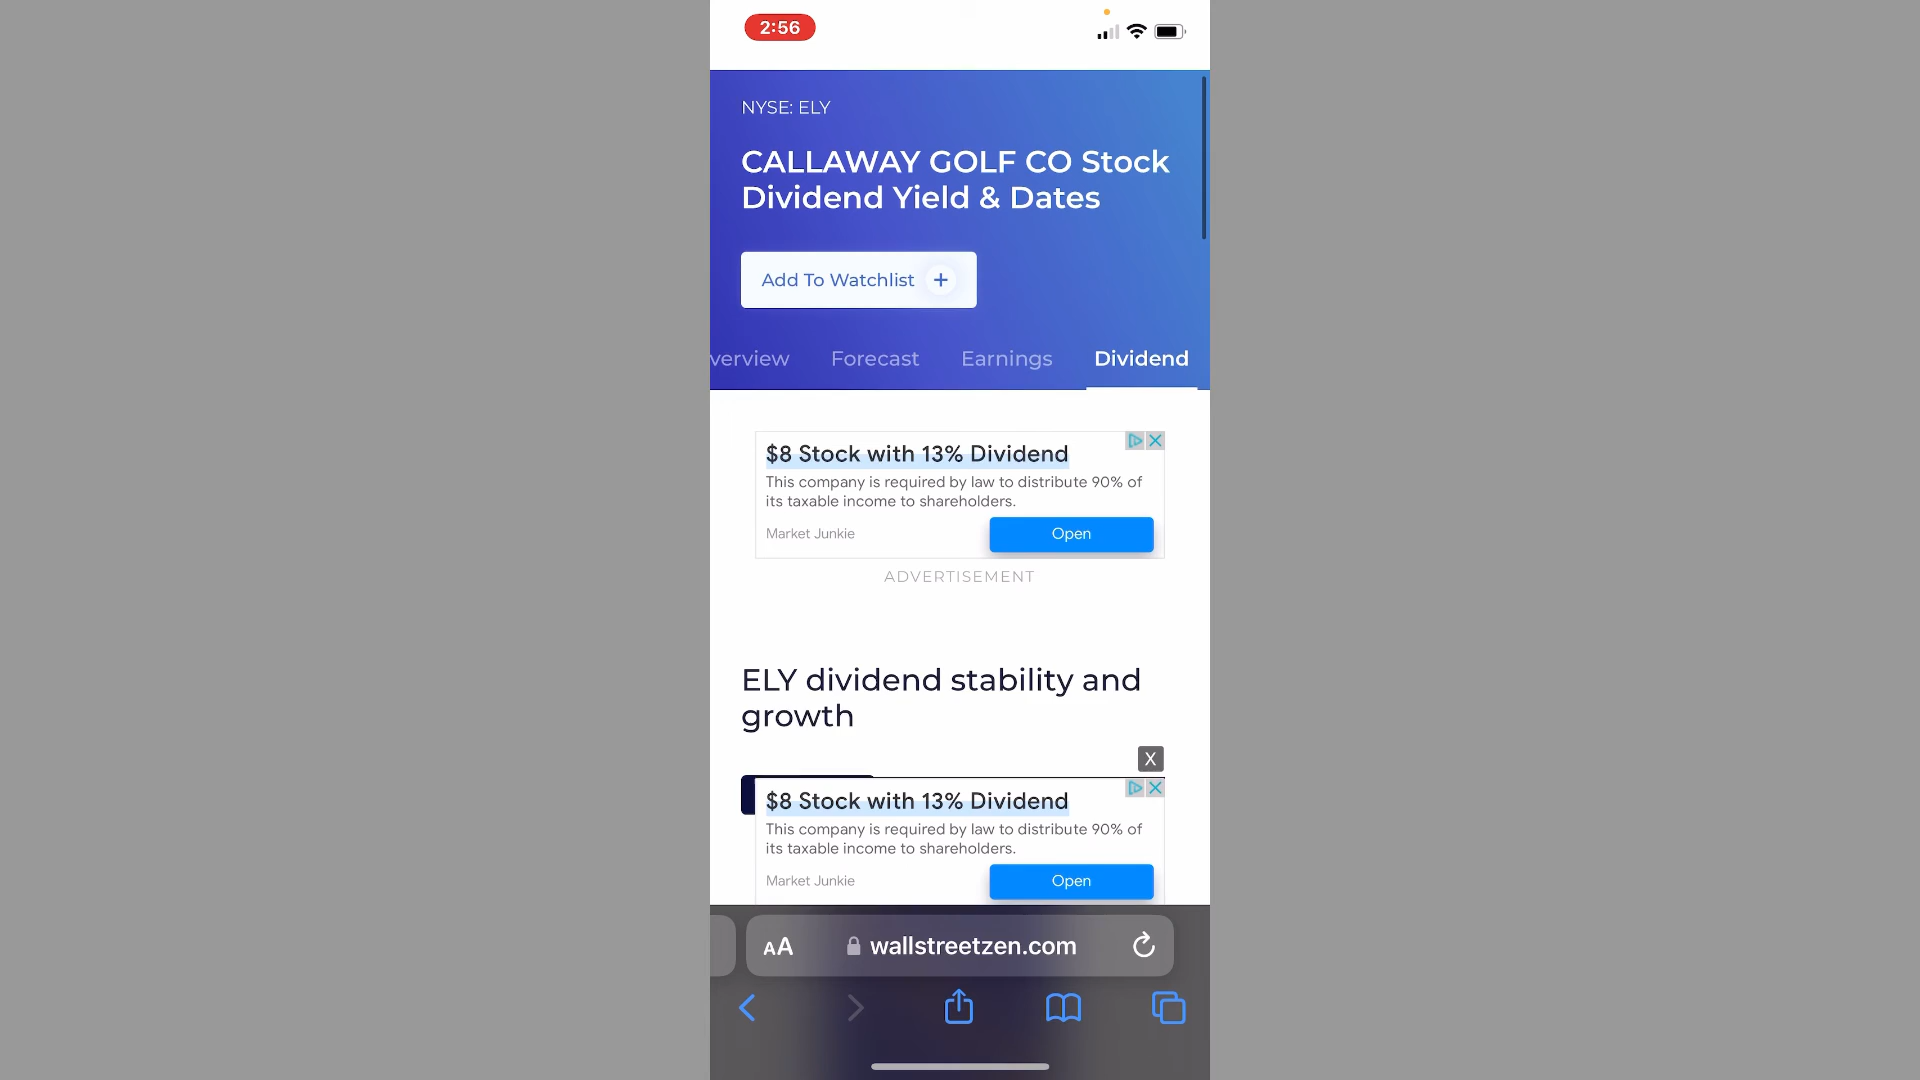 2:56
NYSE: ELY
CALLAWAY GOLF CO Stock
Dividend Yield & Dates
Add To Watchlist +
verview Forecast Earnings Dividend
$8 Stock with 13% Dividend
This company is required by law to distribute 90% of
its taxable income to shareholders.
Market Junkie Open
ADVERTISEMENT
ELY dividend stability and
growth
X
$8 Stock with 13% Dividend
This company is required by law to distribute 90% of
its taxable income to shareholders.
Market Junkie Open
AA wallstreetzen.com